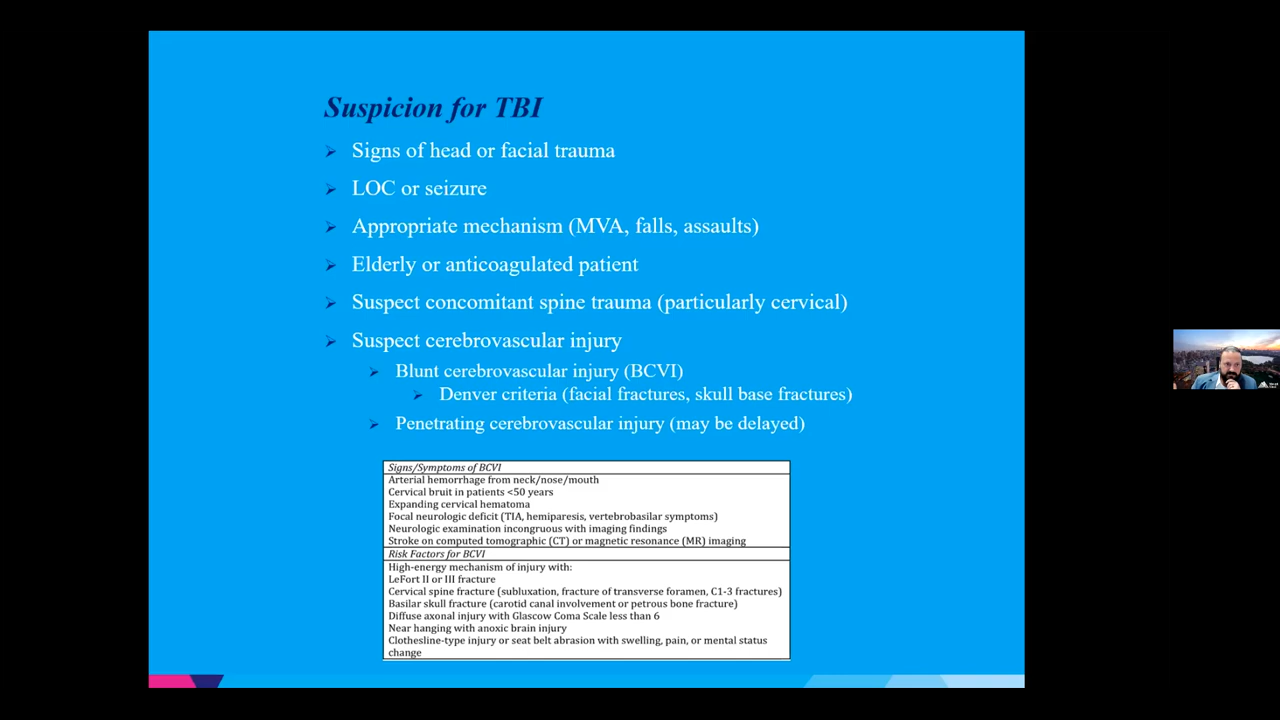 Suspicion for TBI
Signs of head or facial trauma
LOC or seizure
Appropriate mechanism (MVA, falls, assaults)
Elderly or anticoagulated patient
Suspect concomitant spine trauma (particularly cervical)
Suspect cerebrovascular injury
Blunt cerebrovascular injury (BCVI)
Denver criteria (facial fractures, skull base fractures)
Penetrating cerebrovascular injury (may be delayed)
Signs/Symptoms of BCVI
Arterial hemorrhage from neck/nose/mouth
Cervical bruit in patients <50 years
Expanding cervical hematoma
Focal neurologic deficit (TIA, hemiparesis, vertebrobasilar symptoms)
Neurologic examination incongruous with imaging findings
Stroke on computed tomographic (CT) or magnetic resonance (MR) imaging
Risk Factors for BCVI
High-energy mechanism of injury with:
LeFort II or III fracture
Cervical spine fracture (subluxation, fracture of transverse foramen, C1-3 fractures)
Basilar skull fracture (carotid canal involvement or petrous bone fracture)
Diffuse axonal injury with Glascow Coma Scale less than 6
Near hanging with anoxic brain injury
Clothesline-type injury or seat belt abrasion with swelling, pain, or mental status
change